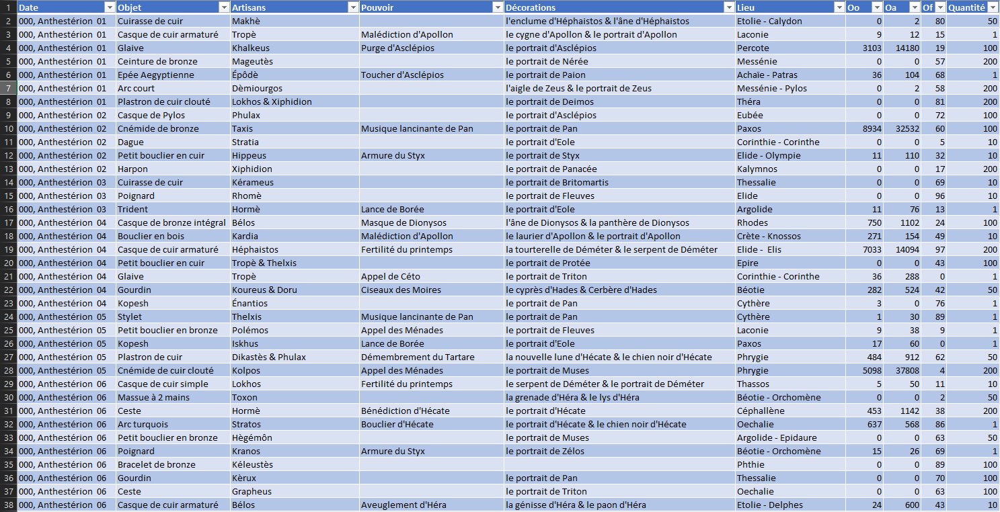 1 Date Objet Artisans Pouvoir Décorations Lieu Oo Oa Of Quantité
2 000, Anthestérion 01 Cuirasse de cuir Makhè l'enclume d'Héphaistos & l'âne d'Héphaistos Etolie - Calydon 0 2 80 50
3 000, Anthestérion 01 Casque de cuir armaturé Tropè Malédiction d'Apollon le cygne d'Apollon & le portrait d'Apollon Laconie 9 12 15 1
4 000, Anthestérion 01 Glaive Khalkeus Purge d'Asclépios le portrait d'Asclépios Percote 3103 14180 19 100
5 000, Anthestérion 01 Ceinture de bronze Mageutès le portrait de Nérée Messénie 0 0 57 200
6 000, Anthestérion 01 Epée Aegyptienne Épôdè Toucher d'Asclépios le portrait de Paion Achaïe - Patras 36 104 68 1
7 000, Anthestérion 01 Arc court Dèmiourgos l'aigle de Zeus & le portrait de Zeus Messénie - Pylos 0 2 58 200
8 000, Anthestérion 01 Plastron de cuir clouté Lokhos & Xiphidion le portrait de Deimos Théra 0 0 81 200
9 000, Anthestérion 02 Casque de Pylos Phulax le portrait d'Asclépios Eubée 0 0 72 100
10 000, Anthestérion 02 Cnémide de bronze Taxis Musique lancinante de Pan le portrait de Pan Paxos 8934 32532 60 100
11 000, Anthestérion 02 Dague Stratia le portrait d'Eole Corinthie - Corinthe 0 0 5 10
12 000, Anthestérion 02 Petit bouclier en cuir Hippeus Armure du Styx le portrait de Styx Elide - Olympie 11 110 32 10
13 000, Anthestérion 02 Harpon Xiphidion le portrait de Panacée Kalymnos 0 0 17 200
14 000, Anthestérion 03 Cuirasse de cuir Kérameus le portrait de Britomartis Thessalie 0 0 69 10
15 000, Anthestérion 03 Poignard Rhomè le portrait de Fleuves Elide 0 0 96 10
16 000, Anthestérion 03 Trident Hormè Lance de Borée le portrait d'Eole Argolide 11 76 13 1
17 000, Anthestérion 04 Casque de bronze intégral Bélos Masque de Dionysos l'âne de Dionysos & la panthère de Dionysos Rhodes 750 1102 24 100
18 000, Anthestérion 04 Bouclier en bois Kardia Malédiction d'Apollon le laurier d'Apollon & le portrait d'Apollon Crète - Knossos 271 154 49 10
19 000, Anthestérion 04 Casque de cuir armaturé Héphaistos Fertilité du printemps la tourterelle de Déméter & le serpent de Déméter Elide - Elis 7033 14094 97 200
20 000, Anthestérion 04 Petit bouclier en cuir Tropè & Thelxis le portrait de Protée Epire 0 0 43 100
21 000, Anthestérion 04 Glaive Tropè Appel de Céto le portrait de Triton Corinthie - Corinthe 36 288 0 1
22 000, Anthestérion 04 Gourdin Koureus & Doru Ciseaux des Moires le cyprès d'Hades & Cerbère d'Hades Béotie 282 524 42 50
23 000, Anthestérion 04 Kopesh Énantios le portrait de Pan Cythère 3 0 76 1
24 000, Anthestérion 05 Stylet Thelxis Musique lancinante de Pan le portrait de Pan Cythère 1 30 89 1
25 000, Anthestérion 05 Petit bouclier en bronze Polémos Appel des Ménades le portrait de Fleuves Laconie 9 38 9 1
26 000, Anthestérion 05 Kopesh Iskhus Lance de Borée le portrait d'Eole Paxos 17 60 0 1
27 000, Anthestérion 05 Plastron de cuir Dikastès & Phulax Démembrement du Tartare la nouvelle lune d'Hécate & le chien noir d'Hécate Phrygie 484 912 62 50
28 000, Anthestérion 05 Cnémide de cuir clouté Kolpos Appel des Ménades le portrait de Muses Phrygie 5098 37808 4 200
29 000, Anthestérion 06 Casque de cuir simple Lokhos Fertilité du printemps le serpent de Déméter & le portrait de Déméter Thassos 5 50 11 10
30 000, Anthestérion 06 Massue à 2 mains Toxon la grenade d'Héra & le lys d'Héra Béotie - Orchomène 0 0 2 50
31 000, Anthestérion 06 Ceste Hormè Bénédiction d'Hécate le portrait d'Hécate Céphallène 453 1142 38 200
32 000, Anthestérion 06 Arc turquois Stratos Bouclier d'Hécate le portrait d'Hécate & le chien noir d'Hécate Oechalie 637 568 86 1
33 000, Anthestérion 06 Petit bouclier en bronze Hègémôn le portrait de Muses Argolide - Epidaure 0 0 63 50
34 000, Anthestérion 06 Poignard Kranos Armure du Styx le portrait de Zélos Béotie - Orchomène 15 26 69 1
35 000, Anthestérion 06 Bracelet de bronze Kéleustès Phthie 0 0 89 100
36 000, Anthestérion 06 Gourdin Kèrux le portrait de Pan Thessalie 0 0 70 100
37 000, Anthestérion 06 Ceste Grapheus le portrait de Triton Oechalie 0 0 63 100
38 000, Anthestérion 06 Casque de cuir armaturé Bélos Aveuglement d'Héra la génisse d'Héra & le paon d'Héra Etolie - Delphes 24 600 43 10